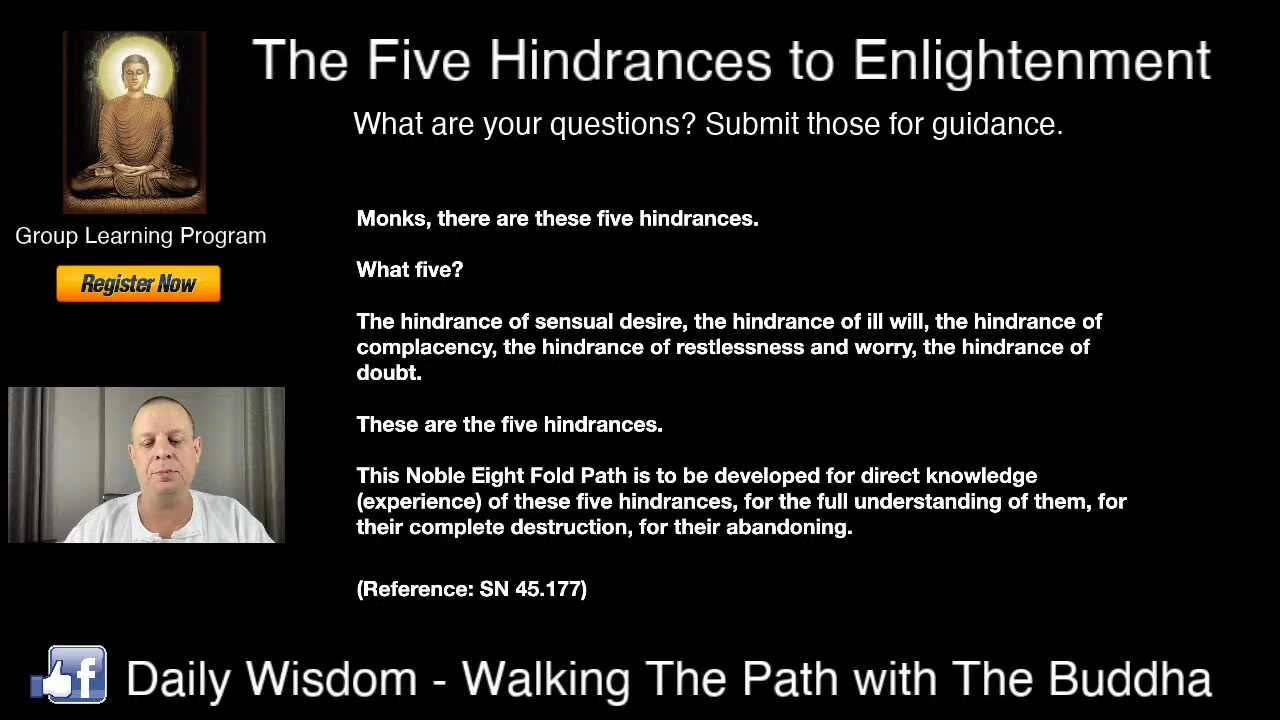 The Five Hindrances to Enlightenment
What are your questions? Submit those for guidance.
Group Learning Program
Register Now
Monks, there are these five hindrances.
What five?
The hindrance of sensual desire, the hindrance of ill will, the hindrance of
complacency, the hindrance of restlessness and worry, the hindrance of
doubt.
These are the five hindrances.
This Noble Eight Fold Path is to be developed for direct knowledge
(experience) of these five hindrances, for the full understanding of them, for
their complete destruction, for their abandoning.
(Reference: SN 45.177)
f
Daily Wisdom - Walking The Path with The Buddha